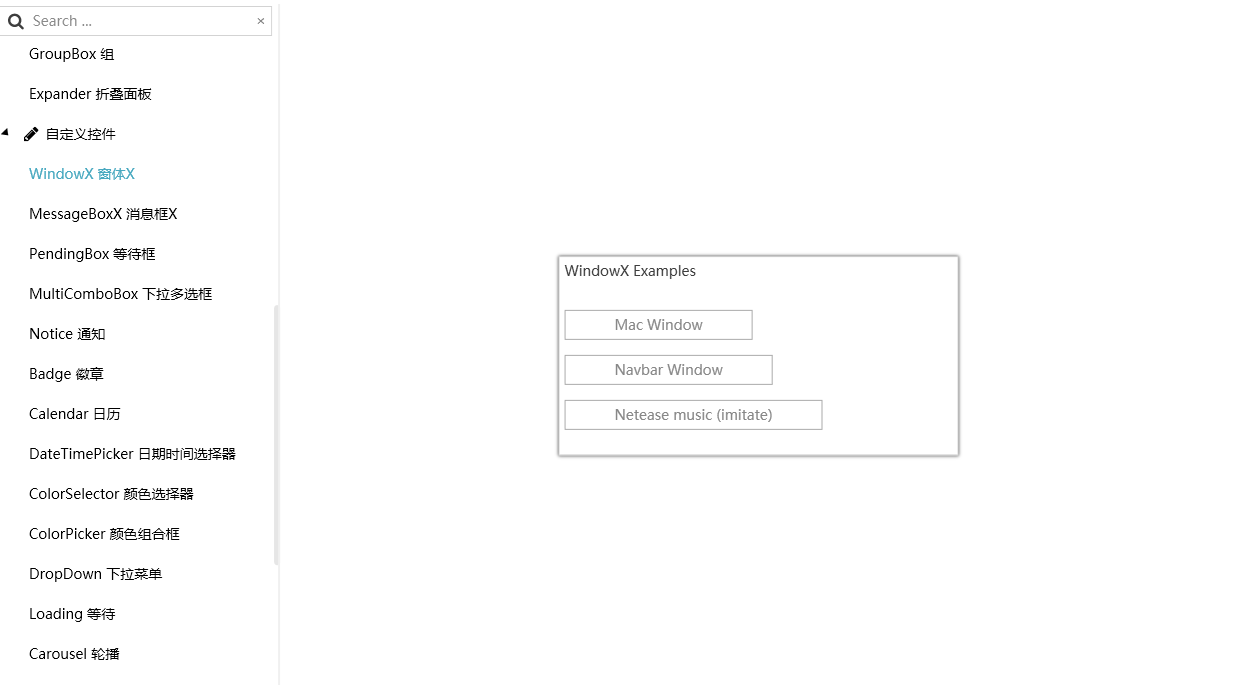 Search ...
GroupBox 组
Expander 折叠面板
自定义控件
WindowX 窗体X
MessageBoxX 消息框X
PendingBox 等待框
MultiComboBox 下拉多选框
Notice 通知
Badge 徽章
Calendar 日历
DateTimePicker 日期时间选择器
ColorSelector 颜色选择器
ColorPicker 颜色组合框
DropDown 下拉菜单
Loading 等待
Carousel 轮播
WindowX Examples
Mac Window
Navbar Window
Netease music (imitate)